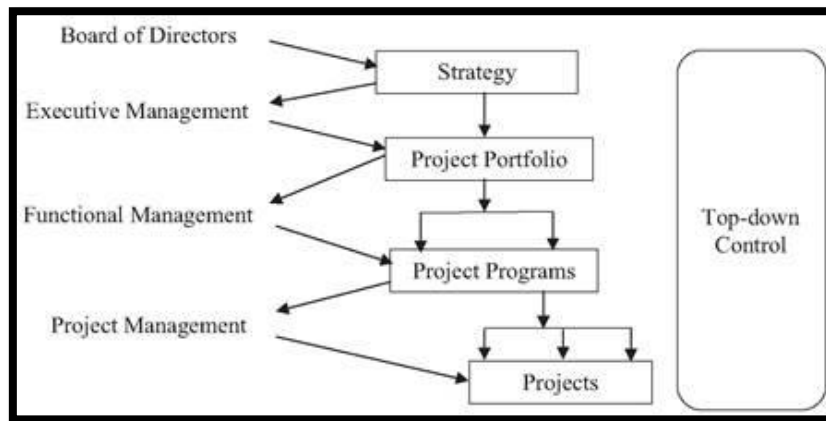 Board of Directors
Strategy
Executive Management
Project Portfolio
Functional Management
Top-down
Control
Project Programs
Project Management
Projects